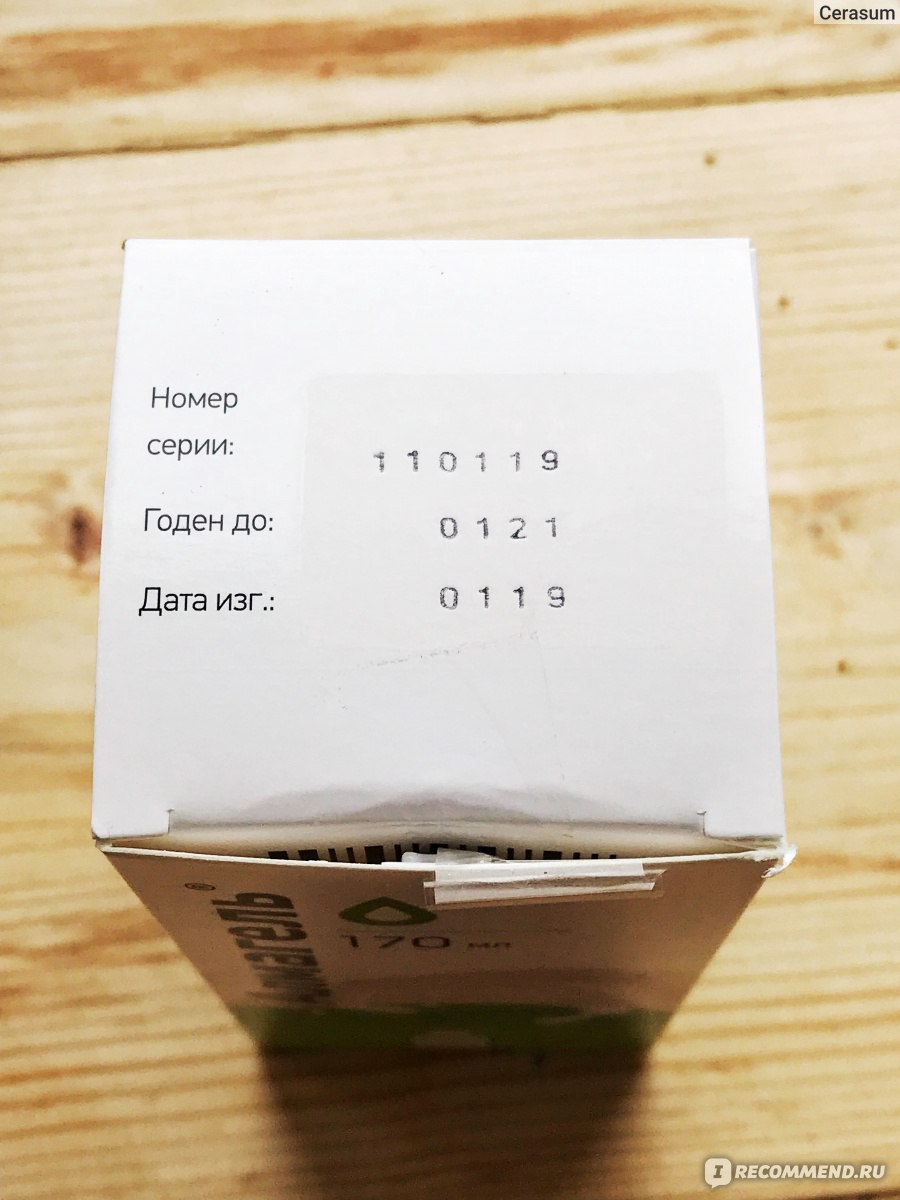 Cerasum
Номер
серии:
110119
Годен до: 0121
Дата изг.: 0119
®
170 мл
I RECOMMEND.RU